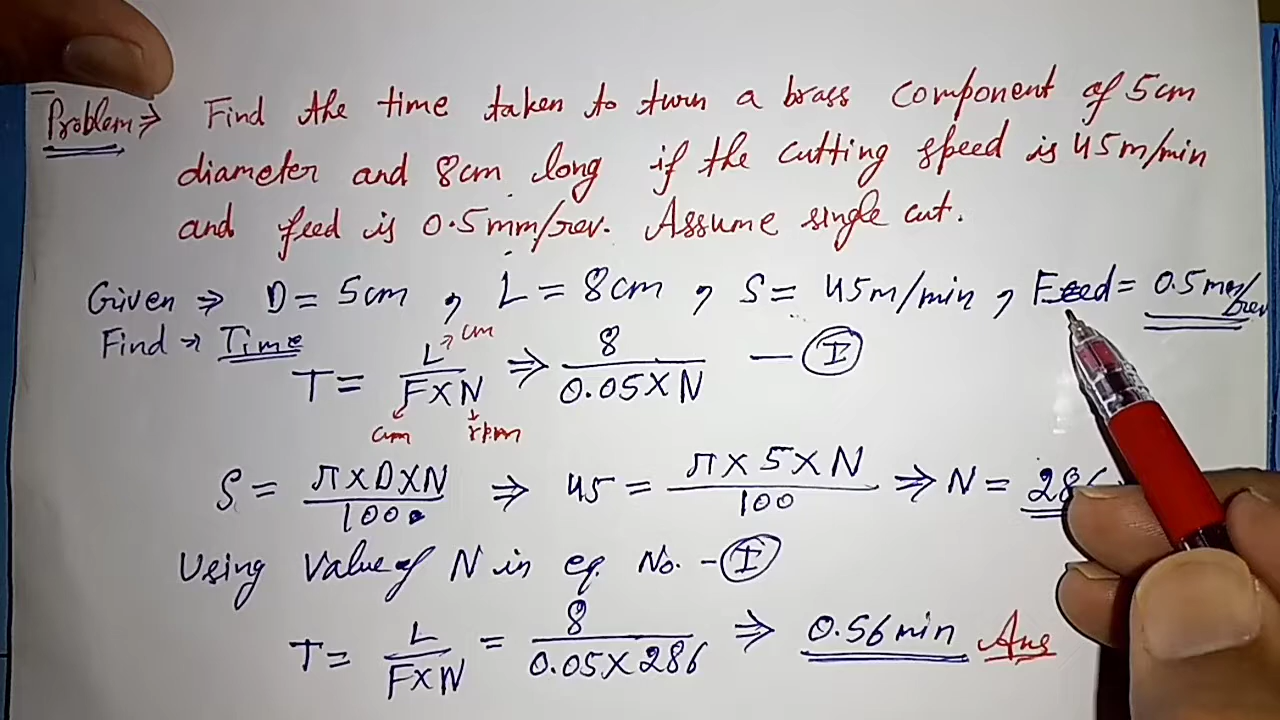 Problem ⇒ Find the time taken to turn a brass component of 5cm
diameter and 8cm long if the cutting speed is 45m/min
and feed is 0.5mm/rev. Assume single cut.
Given ⇒ D = 5cm , L = 8cm , S = 45m/min , Feed = 0.5mm/rev
Find → Time
T = L/(F×N) ⇒ 8/(0.05×N) — I
cm
cm rpm
S = (π×D×N)/100 ⇒ 45 = (π×5×N)/100 ⇒ N = 286
Using value of N in eq. No. - I
T = L/(F×N) = 8/(0.05×286) ⇒ 0.56min Ans